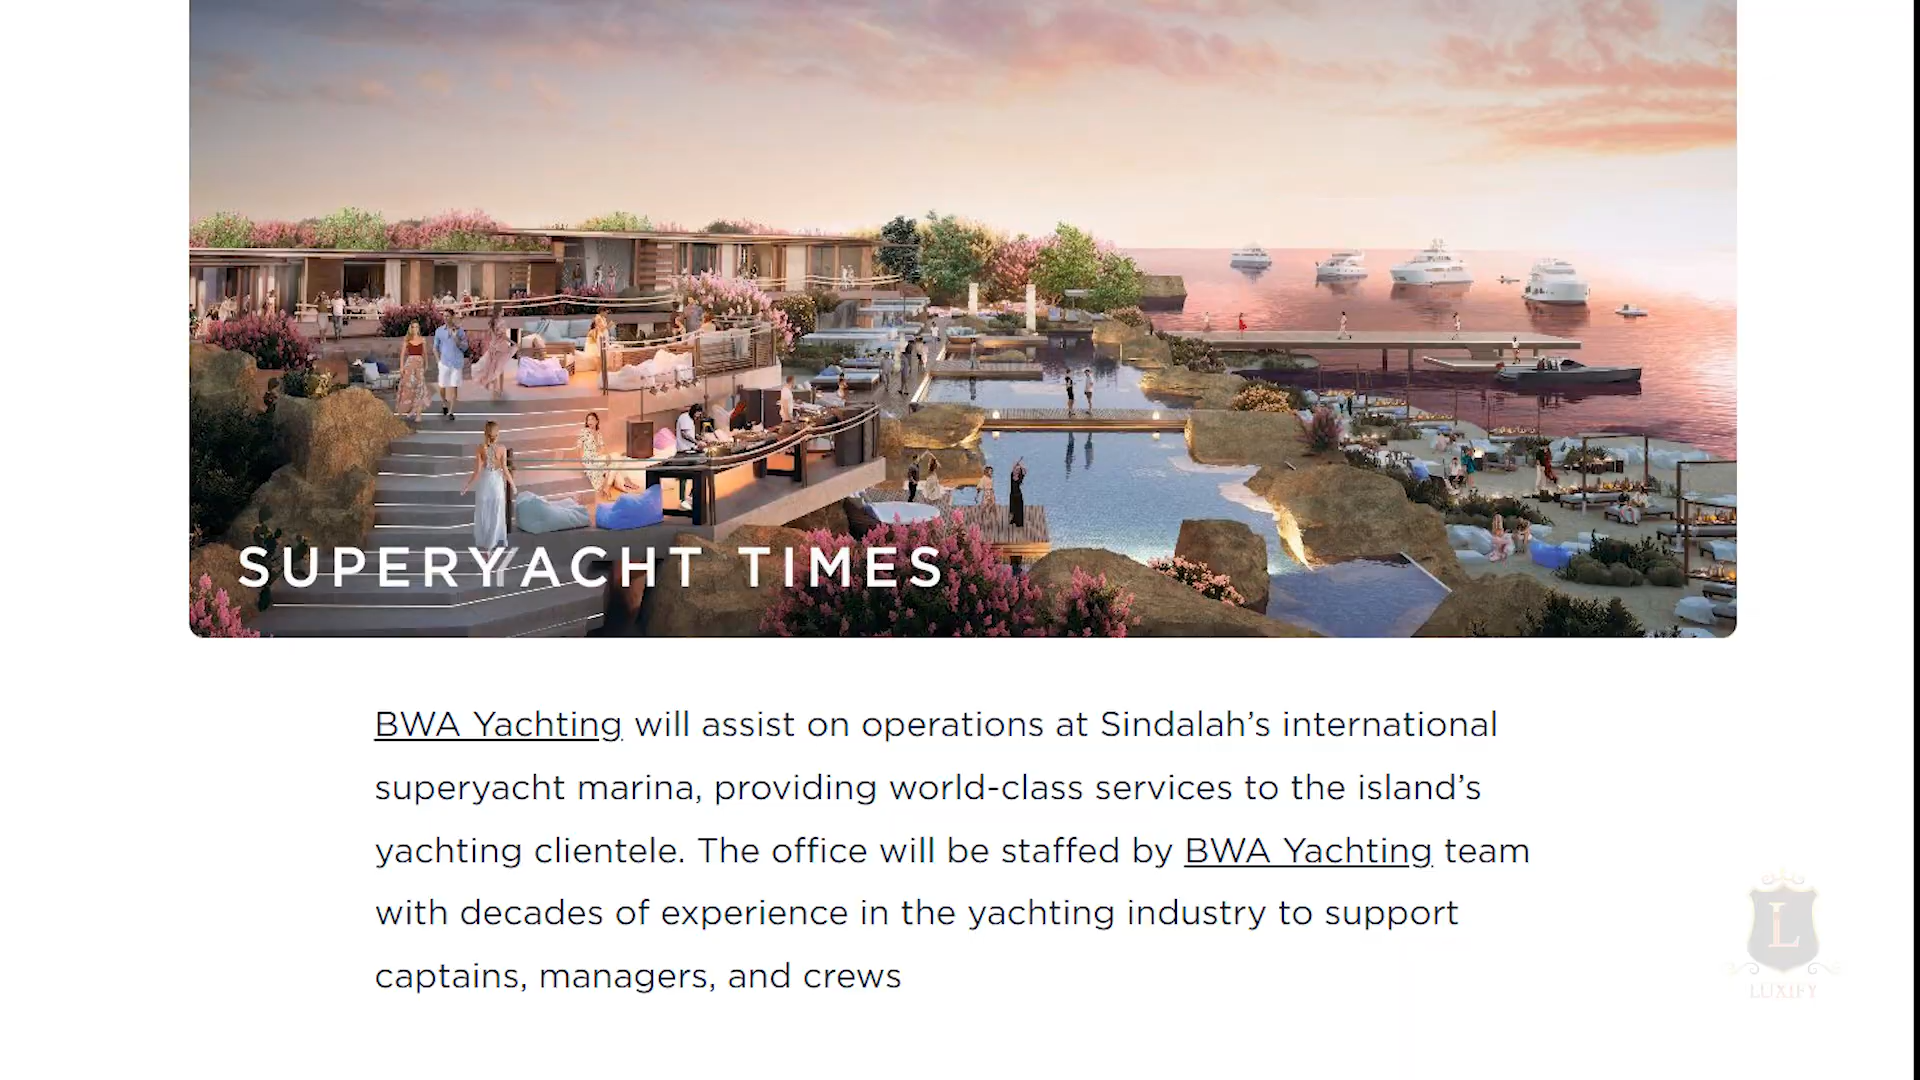 SUPERYACHT TIMES
BWA Yachting will assist on operations at Sindalah’s international
superyacht marina, providing world-class services to the island’s
yachting clientele. The office will be staffed by BWA Yachting team
with decades of experience in the yachting industry to support
captains, managers, and crews
L
LUXIFY